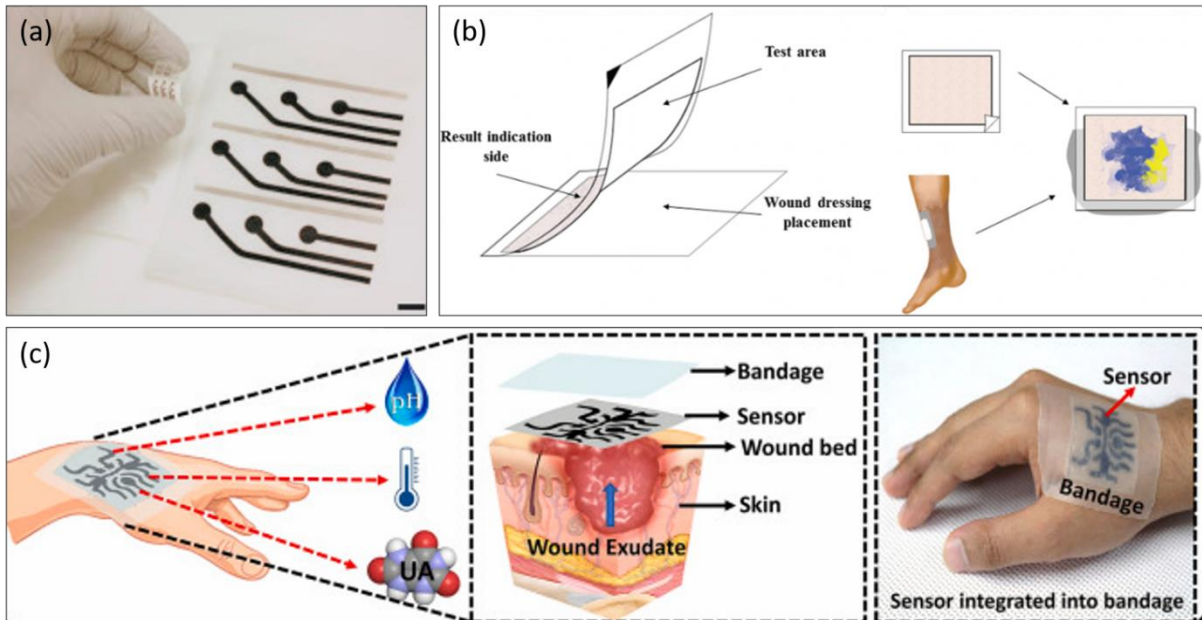 (a)
(b)
Test area
Result indication
side
Wound dressing
placement
(c)
pH
UA
Bandage
Sensor
Wound bed
Skin
Wound Exudate
Sensor
Bandage
Sensor integrated into bandage